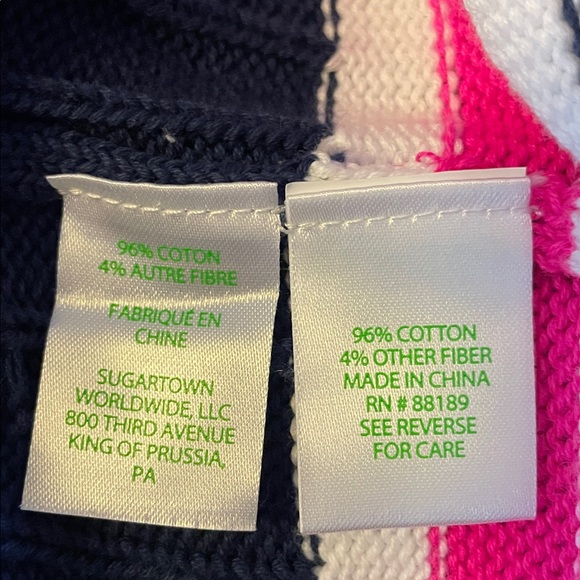 96% COTON
4% AUTRE FIBRE
FABRIQUÉ EN
CHINE
SUGARTOWN
WORLDWIDE, LLC
800 THIRD AVENUE
KING OF PRUSSIA,
PA
96% COTTON
4% OTHER FIBER
MADE IN CHINA
RN # 88189
SEE REVERSE
FOR CARE